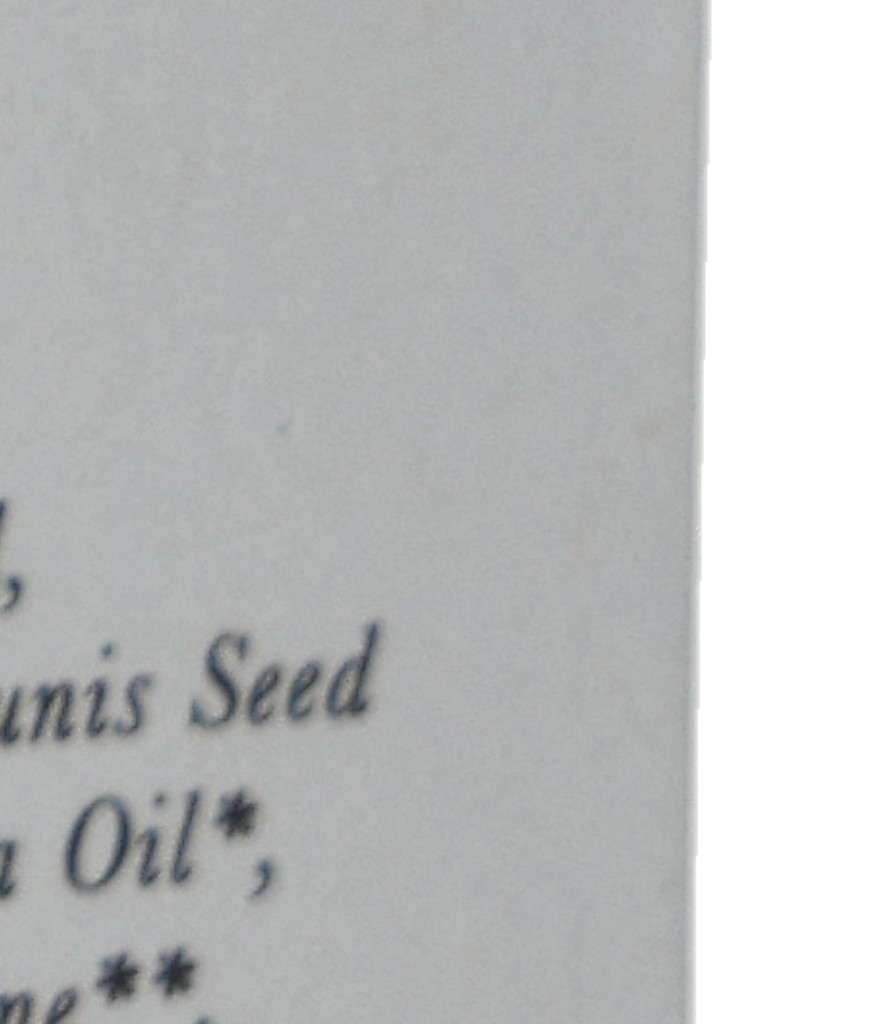 ,
unis Seed
Oil*,
**,